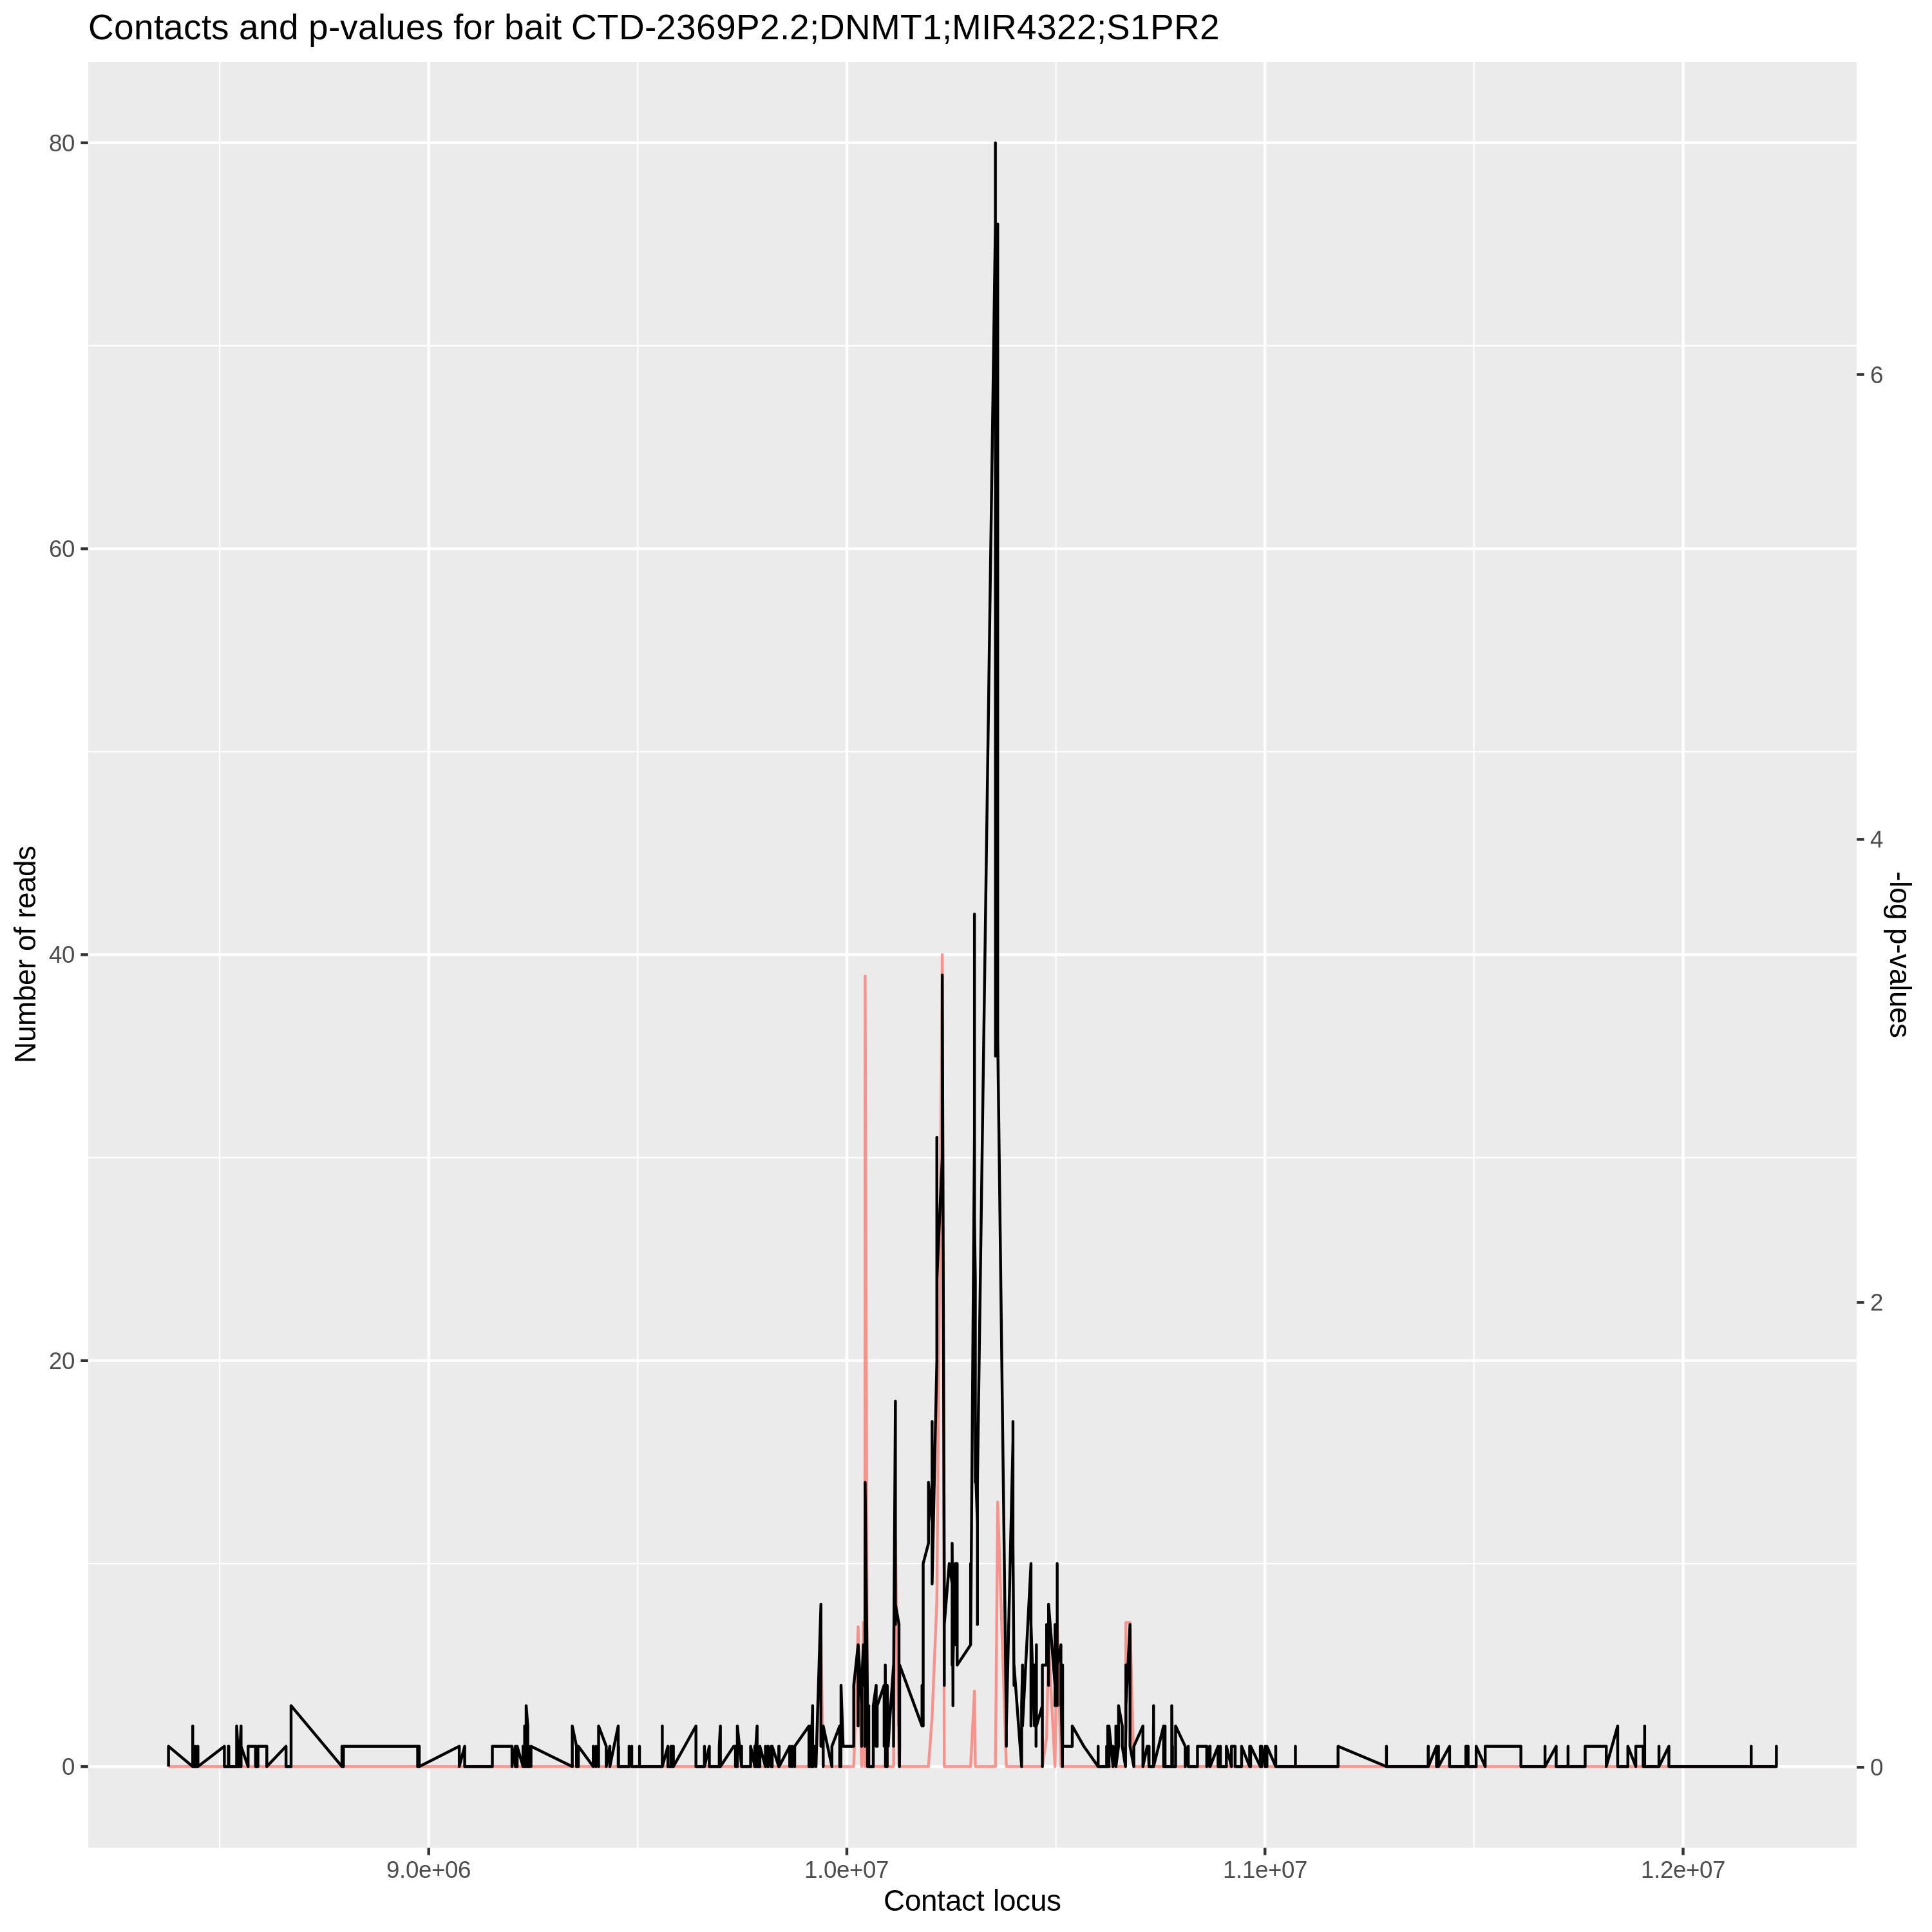 Contacts and p-values for bait CTD-2369P2.2;DNMT1;MIR4322;S1PR2
80
60
40
20
0
Number of reads
6
4
2
0
-log p-values
9.0e+06
1.0e+07
1.1e+07
1.2e+07
Contact locus